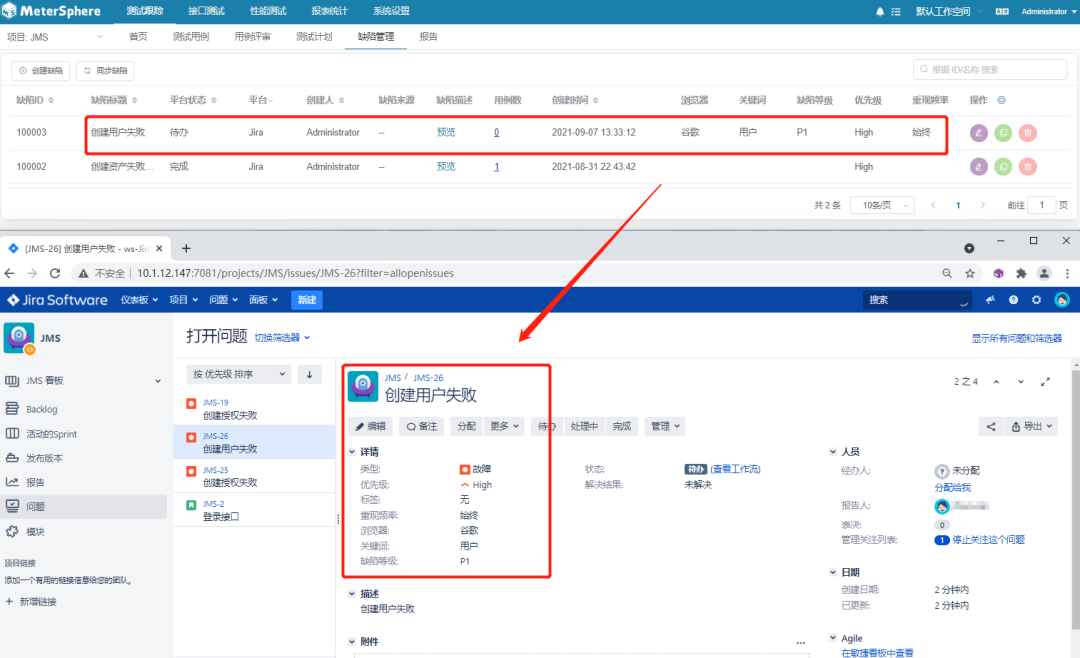 MeterSphere 测试跟踪 接口测试 性能测试 报表统计 系统设置 默认工作空间 Administrator
项目: JMS 首页 测试用例 用例评审 测试计划 缺陷管理 报告
创建缺陷 同步缺陷 根据 ID/名称 搜索
缺陷ID 缺陷标题 平台状态 平台 创建人 缺陷来源 缺陷描述 用例数 创建时间 浏览器 关键词 缺陷等级 优先级 重现频率 操作
100003 创建用户失败 待办 Jira Administrator -- 预览 0 2021-09-07 13:33:12 谷歌 用户 P1 High 始终
100002 创建资产失败... 完成 Jira Administrator -- 预览 1 2021-08-31 22:43:42 High
共 2 条 10条/页 1 前往 1 页
[JMS-26] 创建用户失败 - ws-Jir
不安全 10.1.12.147:7081/projects/JMS/issues/JMS-26?filter=allopenissues
Jira Software 仪表板 项目 问题 面板 新建 搜索
JMS
JMS 看板
Backlog
活动的Sprint
发布版本
报告
问题
模块
项目链接
添加一个有用的链接信息给您的团队。
新增链接
打开问题 切换筛选器 显示所有问题和筛选器
按 优先级 排序
JMS-19
创建授权失败
JMS-26
创建用户失败
JMS-25
创建授权失败
JMS-2
登录接口
JMS / JMS-26
创建用户失败
2 之 4
编辑 备注 分配 更多 待办 处理中 完成 管理 导出
详情
类型: 故障
优先级: High
标签: 无
重现频率: 始终
浏览器: 谷歌
关键词: 用户
缺陷等级: P1
状态: 待办 (查看工作流)
解决结果: 未解决
描述
创建用户失败
附件
人员
经办人: 未分配
分配给我
报告人:
表决: 0
管理关注列表: 1 停止关注这个问题
日期
创建日期: 2 分钟内
已更新: 2 分钟内
Agile
在敏捷看板中查看